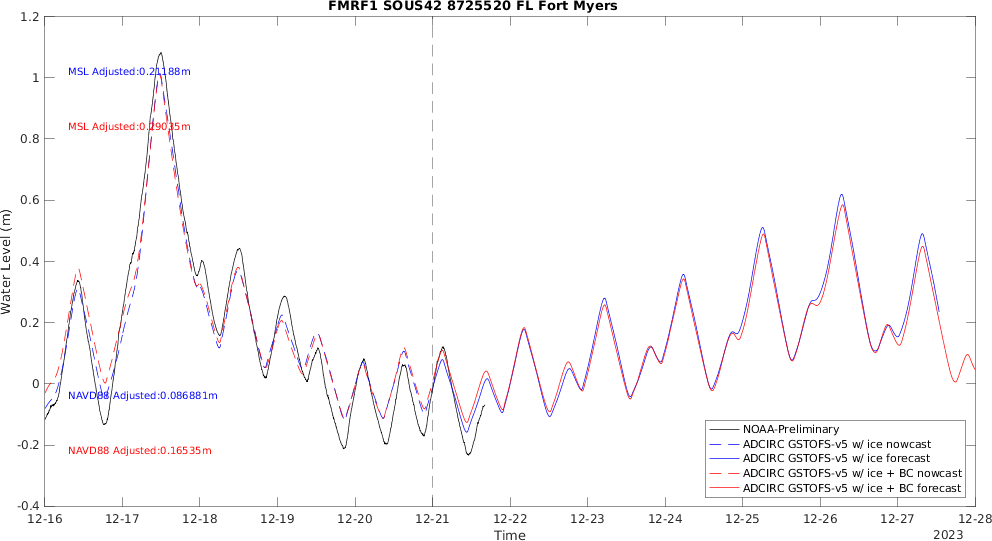 FMRF1 SOUS42 8725520 FL Fort Myers
1.2
1
0.8
0.6
0.4
0.2
0
-0.2
-0.4
Water Level (m)
MSL Adjusted:0.21188m
MSL Adjusted:0.29035m
NAVD88 Adjusted:0.086881m
NAVD88 Adjusted:0.16535m
NOAA-Preliminary
ADCIRC GSTOFS-v5 w/ ice nowcast
ADCIRC GSTOFS-v5 w/ ice forecast
ADCIRC GSTOFS-v5 w/ ice + BC nowcast
ADCIRC GSTOFS-v5 w/ ice + BC forecast
12-16 12-17 12-18 12-19 12-20 12-21 12-22 12-23 12-24 12-25 12-26 12-27 12-28
Time
2023